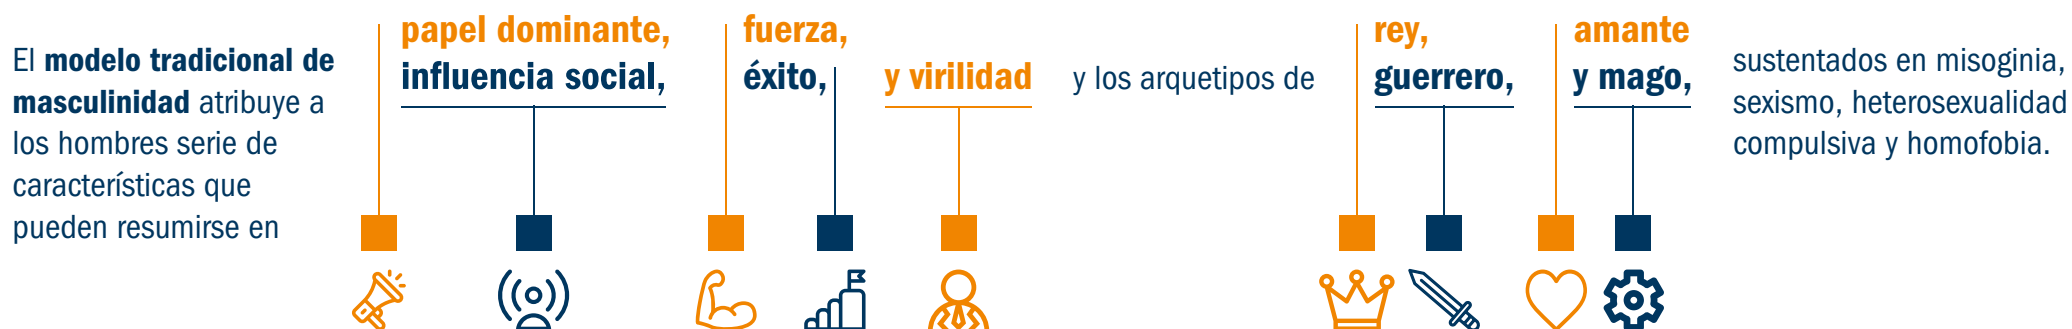 El modelo tradicional de
masculinidad atribuye a
los hombres serie de
características que
pueden resumirse en
papel dominante,
influencia social,
fuerza,
éxito,
y virilidad
y los arquetipos de
rey,
guerrero,
amante
y mago,
sustentados en misoginia,
sexismo, heterosexualidad
compulsiva y homofobia.